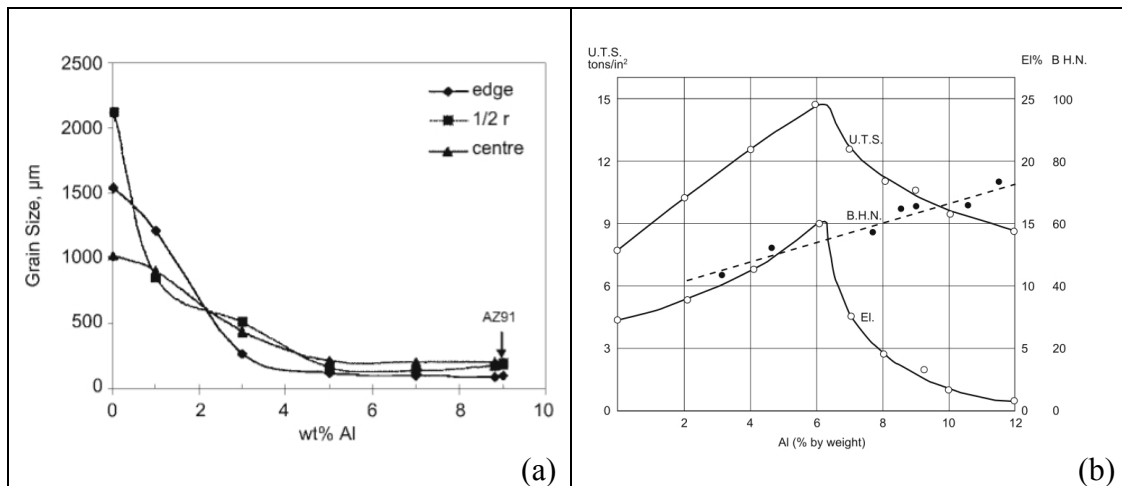 2500
2000
1500
1000
500
0
Grain Size, µm
edge
1/2 r
centre
AZ91
0 2 4 6 8 10
wt% Al
(a)
U.T.S.
tons/in²
El% B H.N.
15 25 100
12 20 80
9 15 60
6 10 40
3 5 20
0 0 0
U.T.S.
B.H.N.
El.
2 4 6 8 10 12
Al (% by weight)
(b)